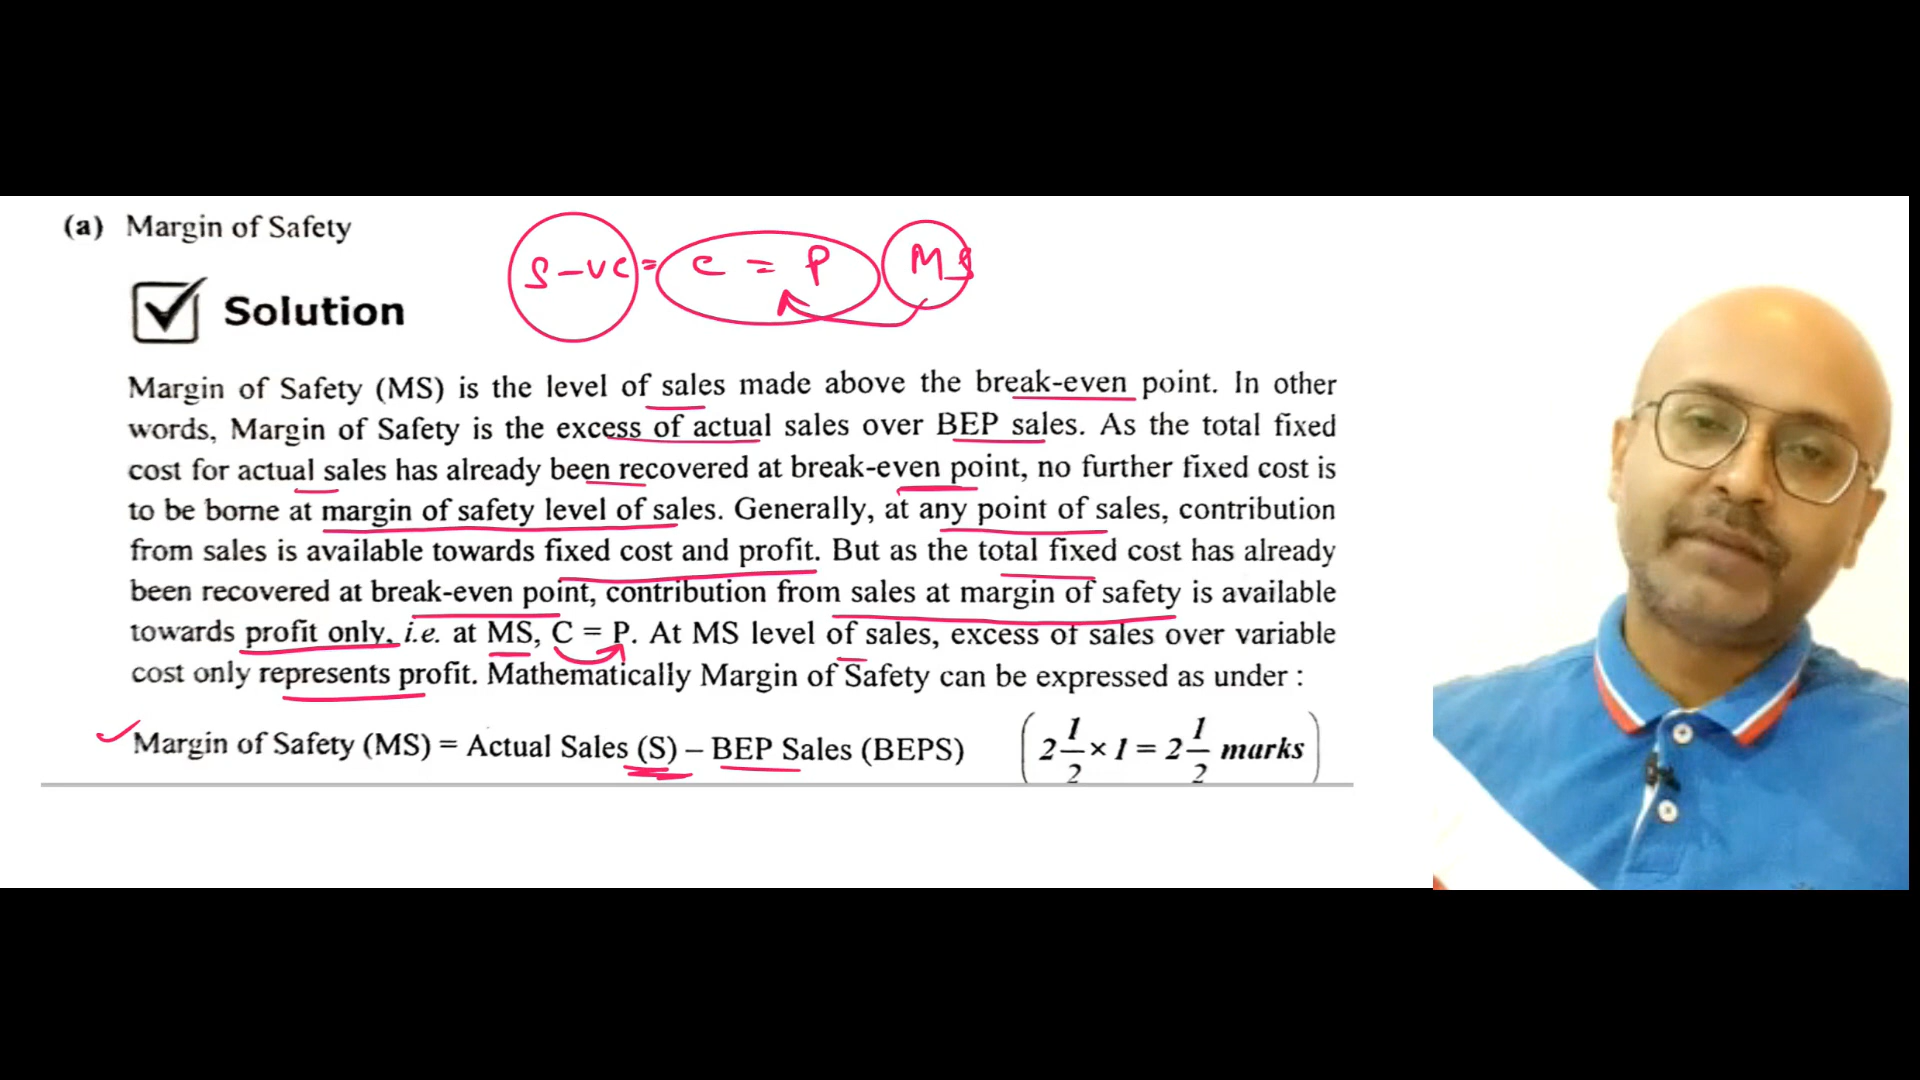 (a) Margin of Safety
S - VC = C = P MS
Solution
Margin of Safety (MS) is the level of sales made above the break-even point. In other
words, Margin of Safety is the excess of actual sales over BEP sales. As the total fixed
cost for actual sales has already been recovered at break-even point, no further fixed cost is
to be borne at margin of safety level of sales. Generally, at any point of sales, contribution
from sales is available towards fixed cost and profit. But as the total fixed cost has already
been recovered at break-even point, contribution from sales at margin of safety is available
towards profit only, i.e. at MS, C = P. At MS level of sales, excess of sales over variable
cost only represents profit. Mathematically Margin of Safety can be expressed as under :
Margin of Safety (MS) = Actual Sales (S) – BEP Sales (BEPS) (2 1/2 × 1 = 2 1/2 marks)